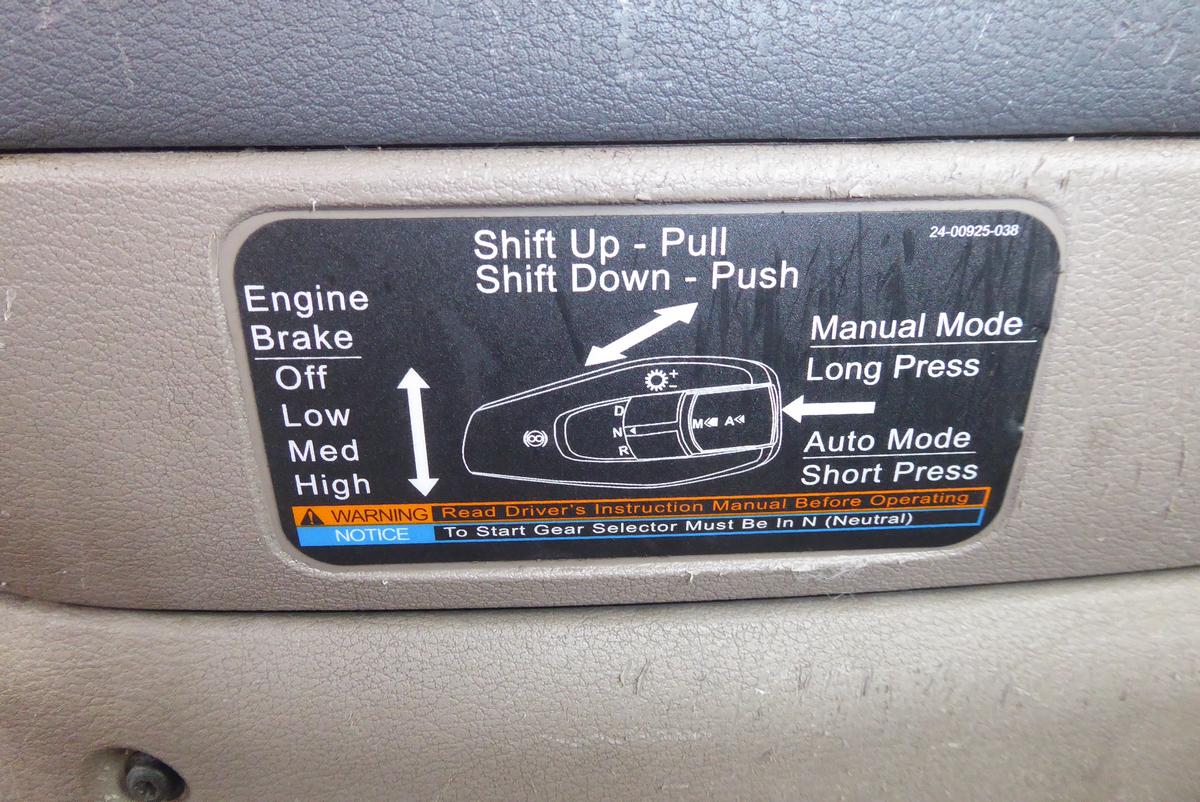 24-00925-038
Shift Up - Pull
Shift Down - Push
Engine
Brake
Off
Low
Med
High
Manual Mode
Long Press
Auto Mode
Short Press
+
−
D
N
R
M A
WARNING Read Driver's Instruction Manual Before Operating
NOTICE To Start Gear Selector Must Be In N (Neutral)